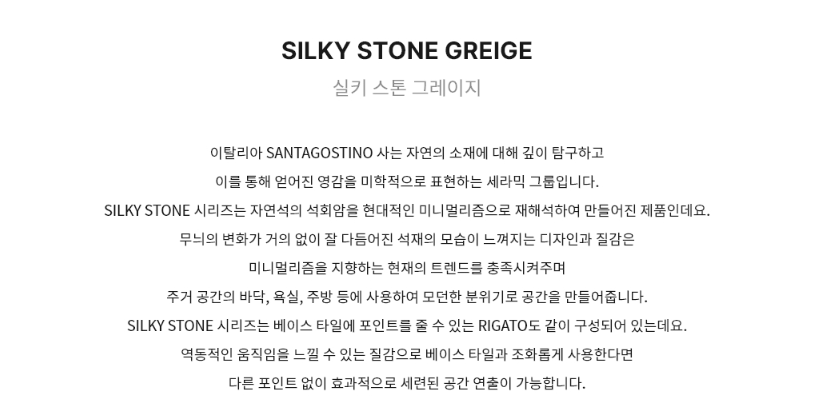 SILKY STONE GREIGE
실키 스톤 그레이지
이탈리아 SANTAGOSTINO 사는 자연의 소재에 대해 깊이 탐구하고
이를 통해 얻어진 영감을 미학적으로 표현하는 세라믹 그룹입니다.
SILKY STONE 시리즈는 자연석의 석회암을 현대적인 미니멀리즘으로 재해석하여 만들어진 제품인데요.
무늬의 변화가 거의 없이 잘 다듬어진 석재의 모습이 느껴지는 디자인과 질감은
미니멀리즘을 지향하는 현재의 트렌드를 충족시켜주며
주거 공간의 바닥, 욕실, 주방 등에 사용하여 모던한 분위기로 공간을 만들어줍니다.
SILKY STONE 시리즈는 베이스 타일에 포인트를 줄 수 있는 RIGATO도 같이 구성되어 있는데요.
역동적인 움직임을 느낄 수 있는 질감으로 베이스 타일과 조화롭게 사용한다면
다른 포인트 없이 효과적으로 세련된 공간 연출이 가능합니다.